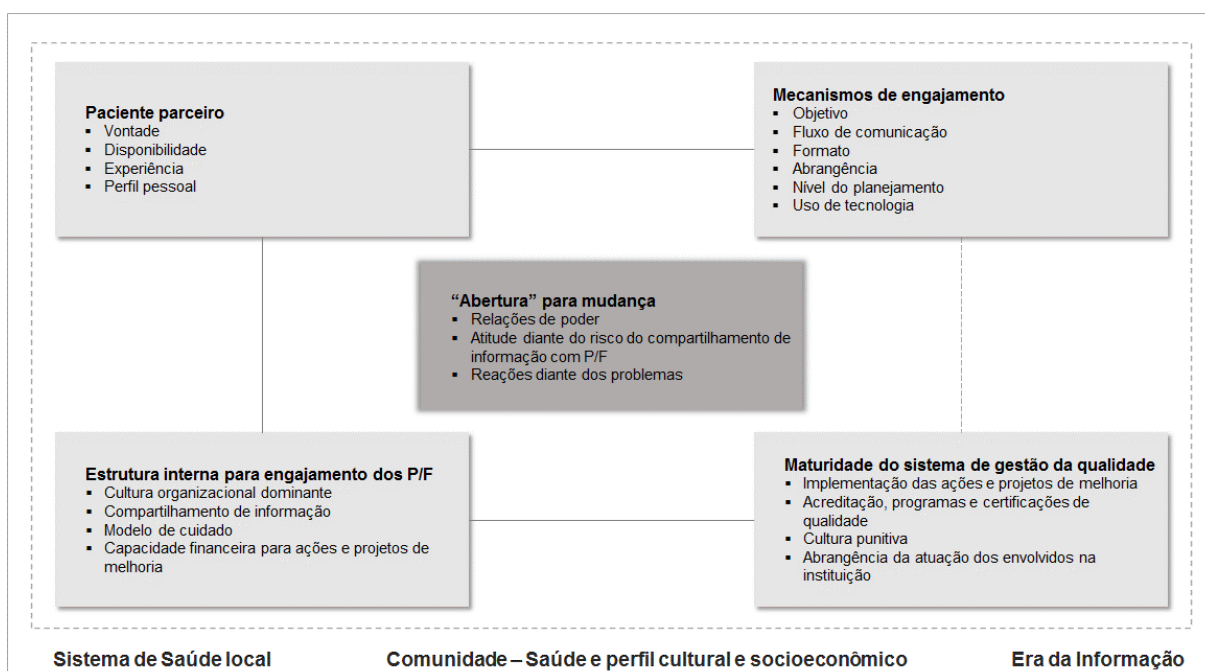 Paciente parceiro
▪ Vontade
▪ Disponibilidade
▪ Experiência
▪ Perfil pessoal
Mecanismos de engajamento
▪ Objetivo
▪ Fluxo de comunicação
▪ Formato
▪ Abrangência
▪ Nível do planejamento
▪ Uso de tecnologia
“Abertura” para mudança
▪ Relações de poder
▪ Atitude diante do risco do compartilhamento de
informação com P/F
▪ Reações diante dos problemas
Estrutura interna para engajamento dos P/F
▪ Cultura organizacional dominante
▪ Compartilhamento de informação
▪ Modelo de cuidado
▪ Capacidade financeira para ações e projetos de
melhoria
Maturidade do sistema de gestão da qualidade
▪ Implementação das ações e projetos de melhoria
▪ Acreditação, programas e certificações de
qualidade
▪ Cultura punitiva
▪ Abrangência da atuação dos envolvidos na
instituição
Sistema de Saúde local
Comunidade – Saúde e perfil cultural e socioeconômico
Era da Informação